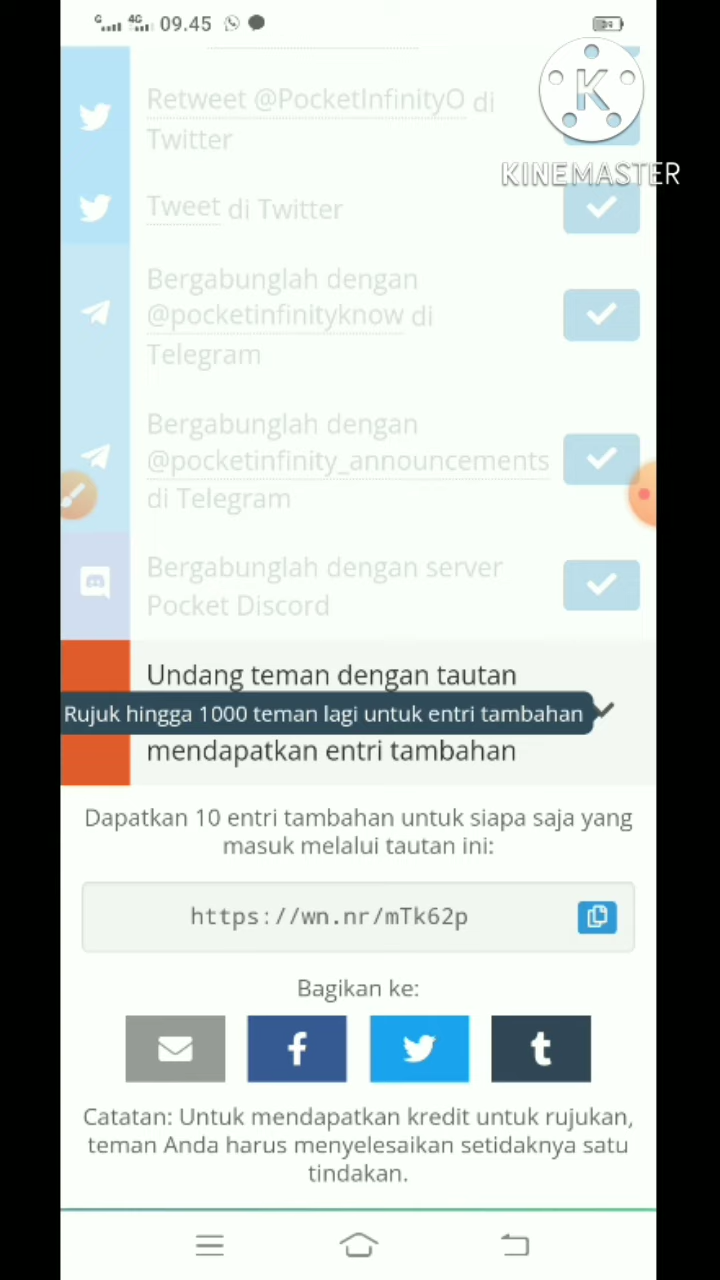 G 4G 09.45
K
KINEMASTER
Retweet @PocketInfinityO di
Twitter
Tweet di Twitter
Bergabunglah dengan
@pocketinfinityknow di
Telegram
Bergabunglah dengan
@pocketinfinity_announcements
di Telegram
Bergabunglah dengan server
Pocket Discord
Undang teman dengan tautan
Rujuk hingga 1000 teman lagi untuk entri tambahan
mendapatkan entri tambahan
Dapatkan 10 entri tambahan untuk siapa saja yang
masuk melalui tautan ini:
https://wn.nr/mTk62p
Bagikan ke:
Catatan: Untuk mendapatkan kredit untuk rujukan,
teman Anda harus menyelesaikan setidaknya satu
tindakan.